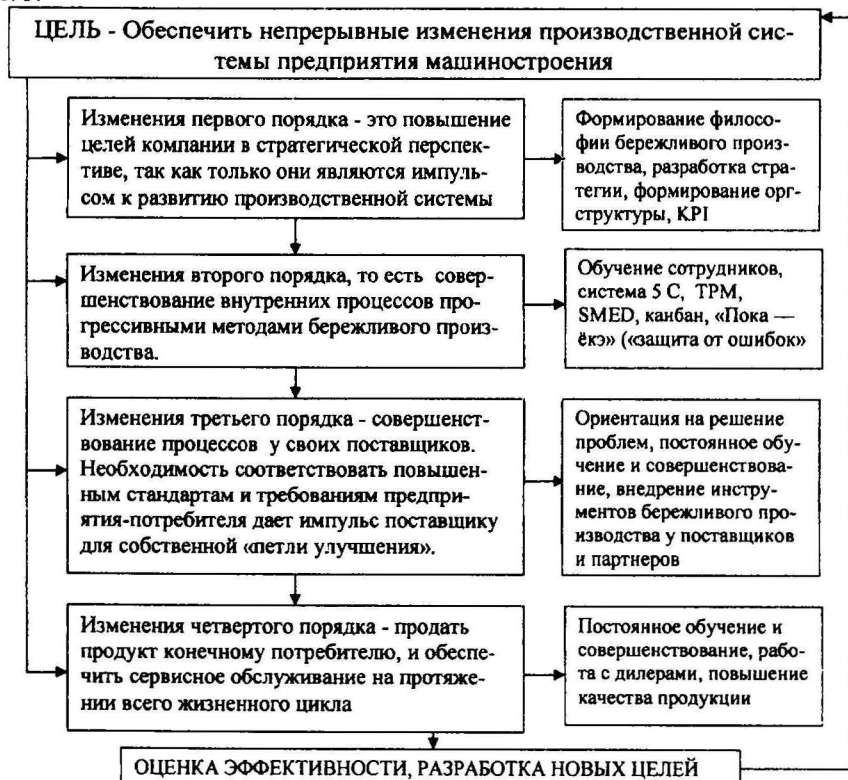 ЦЕЛЬ - Обеспечить непрерывные изменения производственной сис-
темы предприятия машиностроения
Изменения первого порядка - это повышение
целей компании в стратегической перспек-
тиве, так как только они являются импуль-
сом к развитию производственной системы
Формирование филосо-
фии бережливого произ-
водства, разработка стра-
тегии, формирование орг-
структуры, KPI
Изменения второго порядка, то есть совер-
шенствование внутренних процессов про-
грессивными методами бережливого произ-
водства.
Обучение сотрудников,
система 5 С, TPM,
SMED, канбан, «Пока —
ёкэ» («защита от ошибок»
Изменения третьего порядка - совершенст-
вование процессов у своих поставщиков.
Необходимость соответствовать повышен-
ным стандартам и требованиям предпри-
ятия-потребителя дает импульс поставщику
для собственной «петли улучшения».
Ориентация на решение
проблем, постоянное обу-
чение и совершенствова-
ние, внедрение инстру-
ментов бережливого про-
изводства у поставщиков
и партнеров
Изменения четвертого порядка - продать
продукт конечному потребителю, и обеспе-
чить сервисное обслуживание на протяже-
нии всего жизненного цикла
Постоянное обучение и
совершенствование, рабо-
та с дилерами, повышение
качества продукции
ОЦЕНКА ЭФФЕКТИВНОСТИ, РАЗРАБОТКА НОВЫХ ЦЕЛЕЙ